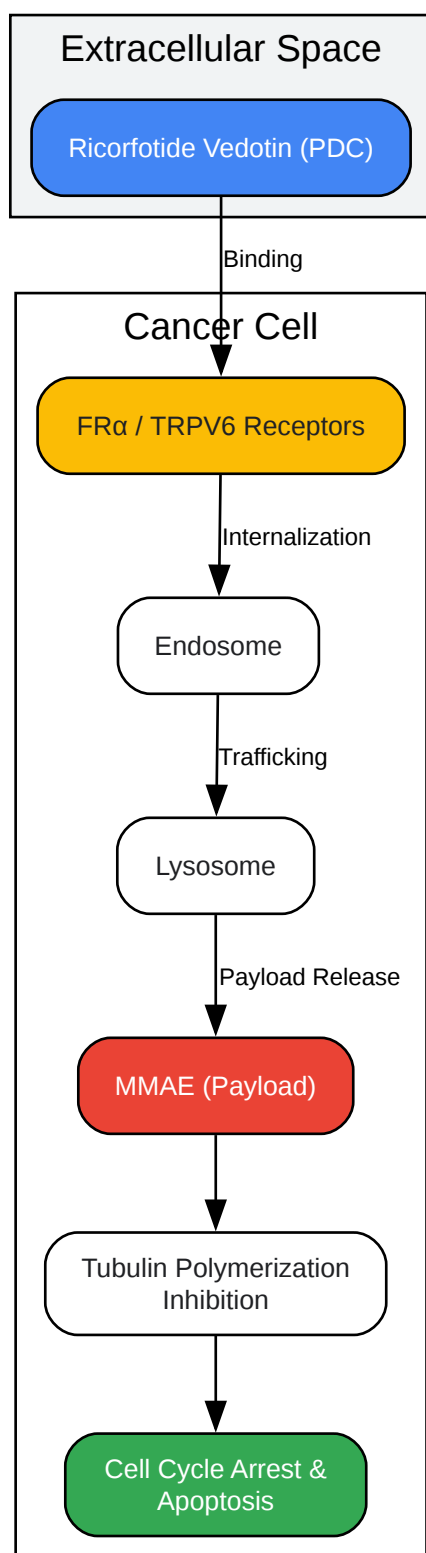 Extracellular Space
Ricorfotide Vedotin (PDC)
Binding
Cancer Cell
FRα / TRPV6 Receptors
Internalization
Endosome
Trafficking
Lysosome
Payload Release
MMAE (Payload)
Tubulin Polymerization
Inhibition
Cell Cycle Arrest &
Apoptosis